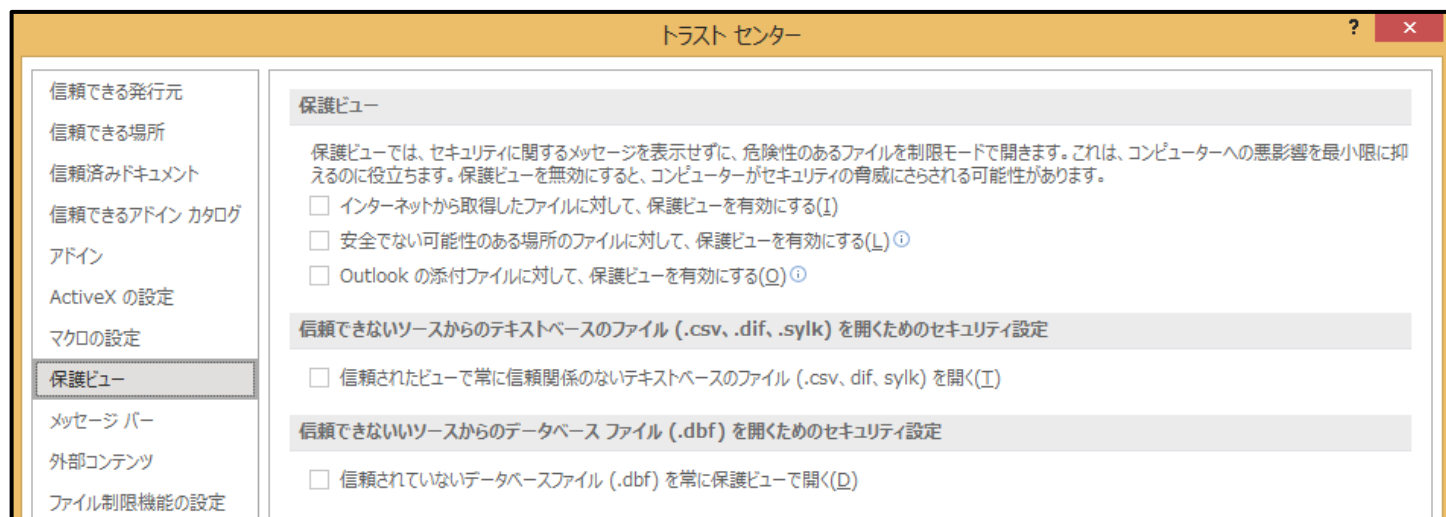 トラスト センター
?
×
信頼できる発行元
信頼できる場所
信頼済みドキュメント
信頼できるアドイン カタログ
アドイン
ActiveX の設定
マクロの設定
保護ビュー
メッセージ バー
外部コンテンツ
ファイル制限機能の設定
保護ビュー
保護ビューでは、セキュリティに関するメッセージを表示せずに、危険性のあるファイルを制限モードで開きます。これは、コンピューターへの悪影響を最小限に抑
えるのに役立ちます。保護ビューを無効にすると、コンピューターがセキュリティの脅威にさらされる可能性があります。
インターネットから取得したファイルに対して、保護ビューを有効にする(I)
安全でない可能性のある場所のファイルに対して、保護ビューを有効にする(L)
Outlook の添付ファイルに対して、保護ビューを有効にする(O)
信頼できないソースからのテキストベースのファイル (.csv、.dif、.sylk) を開くためのセキュリティ設定
信頼されたビューで常に信頼関係のないテキストベースのファイル (.csv、dif、sylk) を開く(T)
信頼できないいソースからのデータベース ファイル (.dbf) を開くためのセキュリティ設定
信頼されていないデータベースファイル (.dbf) を常に保護ビューで開く(D)